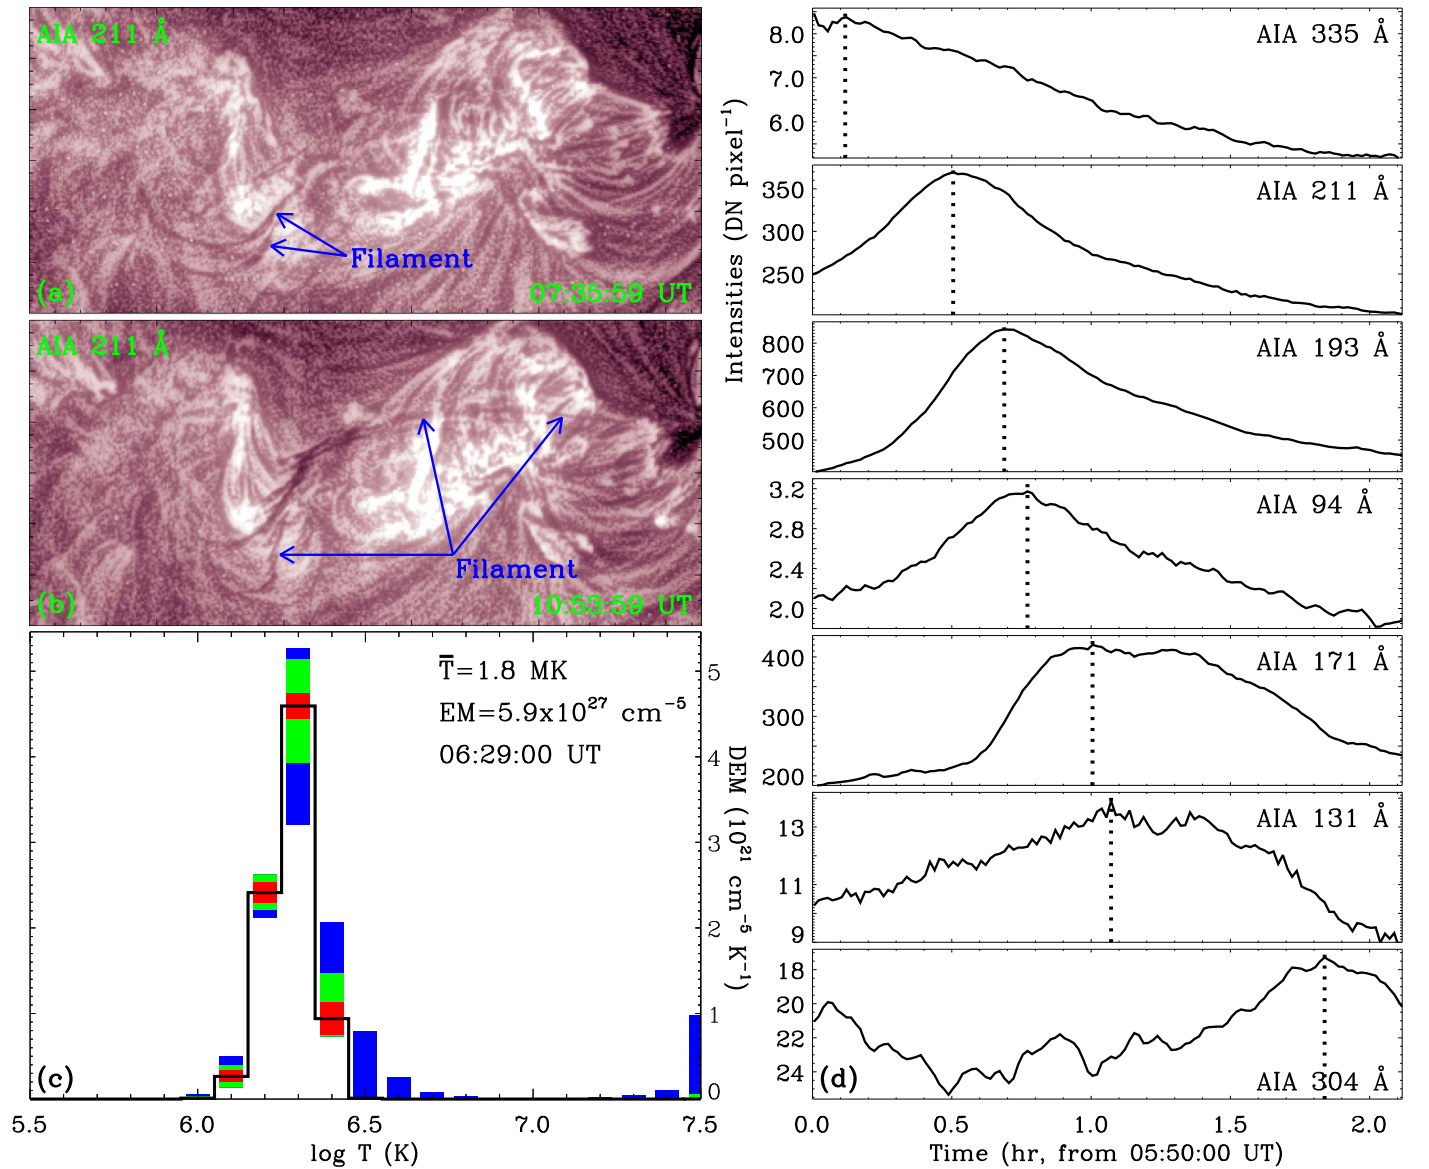 AIA 211 Å
Filament
(a)
07:35:59 UT
AIA 211 Å
Filament
(b)
10:53:59 UT
T̅=1.8 MK
EM=5.9x10²⁷ cm⁻⁵
06:29:00 UT
(c)
5
4
3
2
1
0
DEM (10²¹ cm⁻⁵ K⁻¹)
5.5 6.0 6.5 7.0 7.5
log T (K)
Intensities (DN pixel⁻¹)
AIA 335 Å
8.0
7.0
6.0
AIA 211 Å
350
300
250
AIA 193 Å
800
700
600
500
AIA 94 Å
3.2
2.8
2.4
2.0
AIA 171 Å
400
300
200
AIA 131 Å
13
11
9
18
20
22
24
(d)
AIA 304 Å
0.0 0.5 1.0 1.5 2.0
Time (hr, from 05:50:00 UT)